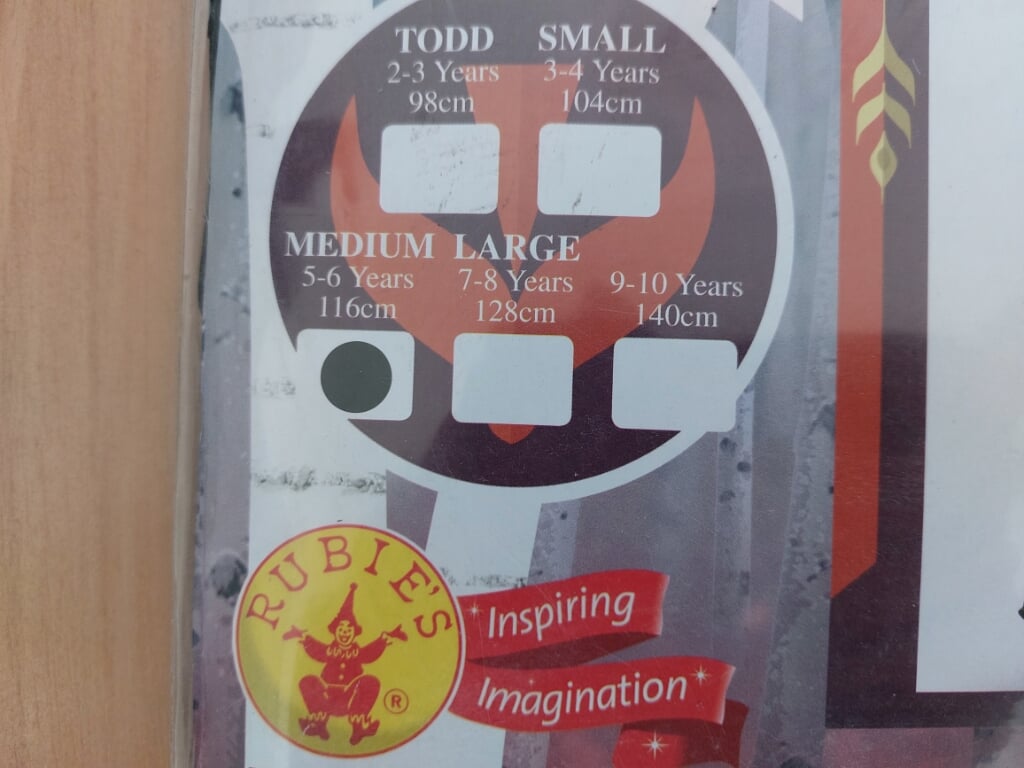 TODD SMALL
2-3 Years 3-4 Years
98cm 104cm
MEDIUM LARGE
5-6 Years 7-8 Years 9-10 Years
116cm 128cm 140cm
RUBIE'S
®
Inspiring
Imagination